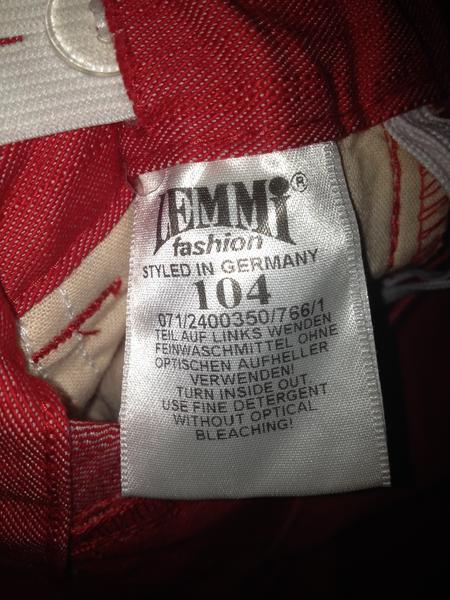 LEMMi®
fashion
STYLED IN GERMANY
104
071/2400350/766/1
TEIL AUF LINKS WENDEN
FEINWASCHMITTEL OHNE
OPTISCHEN AUFHELLER
VERWENDEN!
TURN INSIDE OUT.
USE FINE DETERGENT
WITHOUT OPTICAL
BLEACHING!